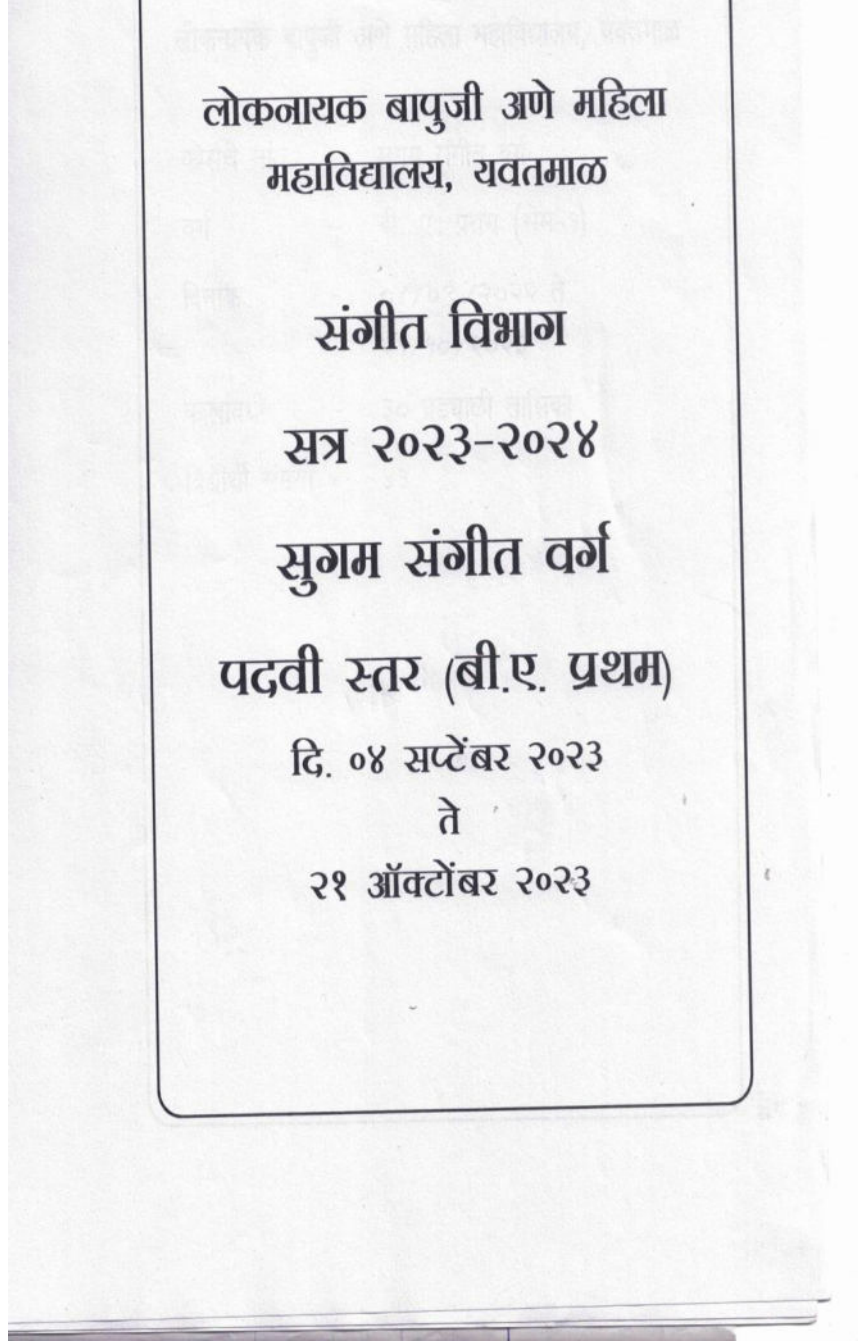 लोकनायक बापुजी अणे महिला
महाविद्यालय, यवतमाळ
संगीत विभाग
सत्र २०२३-२०२४
सुगम संगीत वर्ग
पदवी स्तर (बी.ए. प्रथम)
दि. ०४ सप्टेंबर २०२३
ते
२१ ऑक्टोंबर २०२३